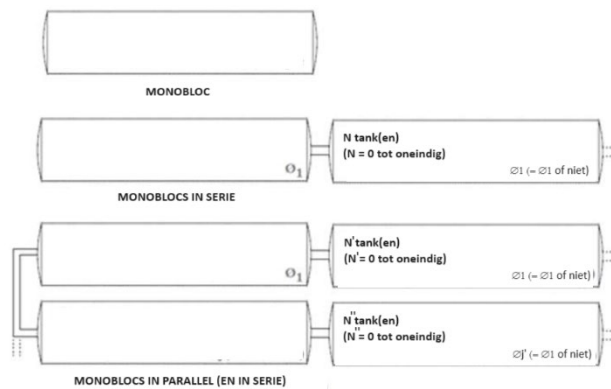 MONOBLOC
N tank(en)
(N = 0 tot oneindig)
Ø1
∅1 (= ∅1 of niet)
MONOBLOCS IN SERIE
N'tank(en)
(N'= 0 tot oneindig)
Ø1
∅1 (= ∅1 of niet)
N''tank(en)
(N''= 0 tot oneindig)
∅j' (= ∅1 of niet)
MONOBLOCS IN PARALLEL (EN IN SERIE)